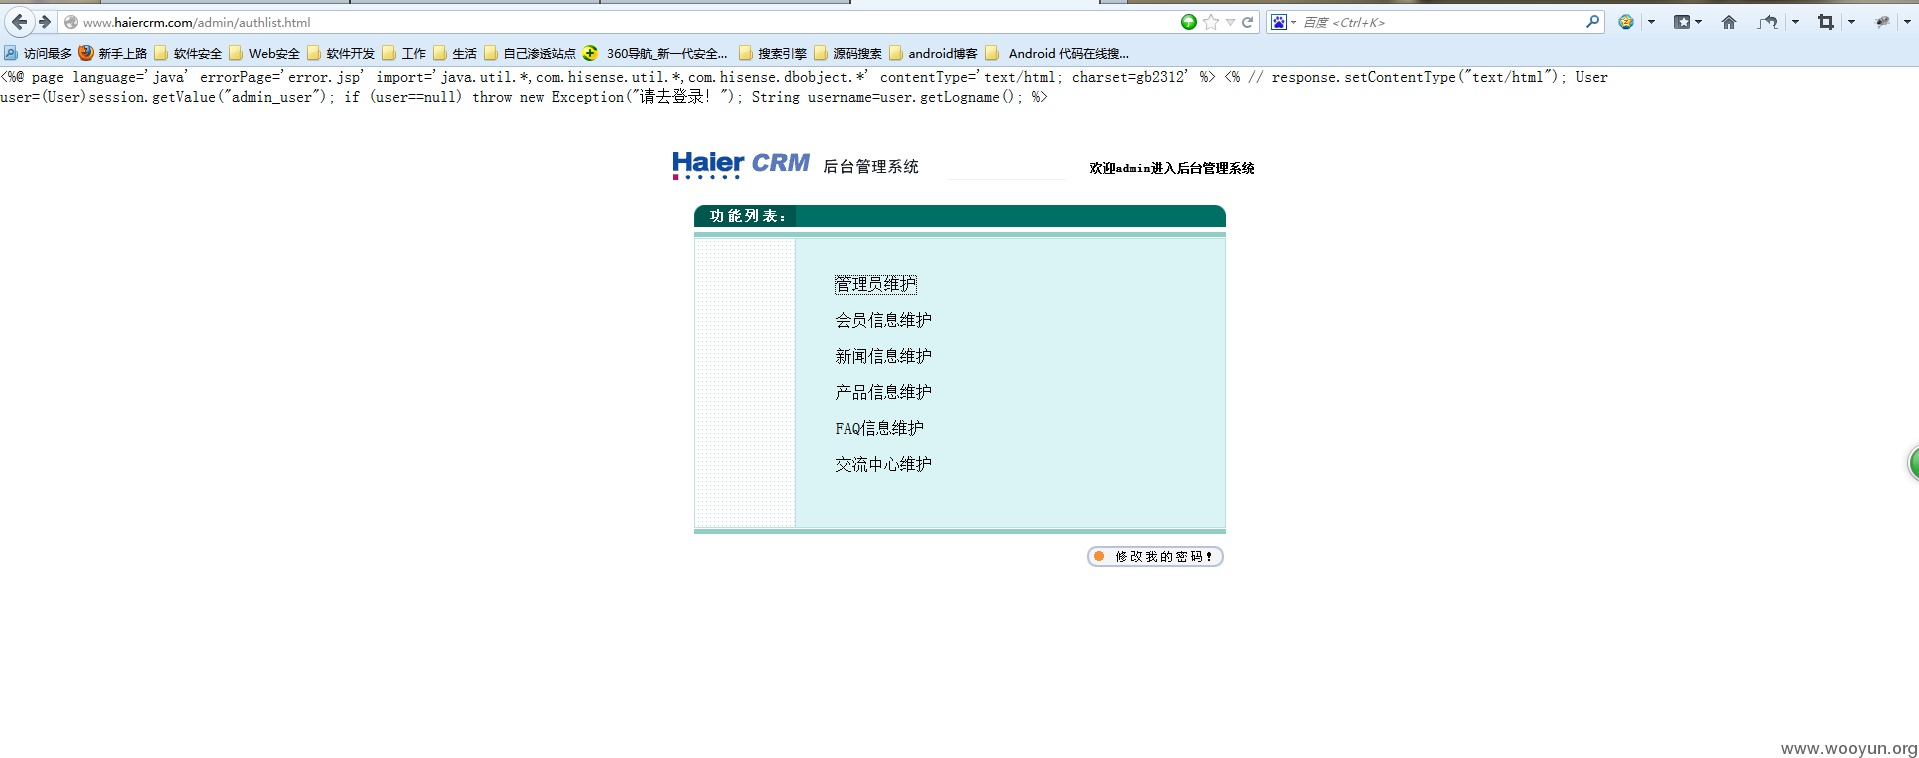 www.haiercrm.com/admin/authlist.html
百度 <Ctrl+K>
访问最多 新手上路 软件安全 Web安全 软件开发 工作 生活 自己渗透站点 360导航_新一代安全... 搜索引擎 源码搜索 android博客 Android 代码在线搜...
<%@ page language='java' errorPage='error.jsp' import='java.util.*,com.hisense.util.*,com.hisense.dbobject.*' contentType='text/html; charset=gb2312' %> <% // response.setContentType("text/html"); User
user=(User)session.getValue("admin_user"); if (user==null) throw new Exception("请去登录! "); String username=user.getLogname(); %>
Haier CRM 后台管理系统
欢迎admin进入后台管理系统
功能列表:
管理员维护
会员信息维护
新闻信息维护
产品信息维护
FAQ信息维护
交流中心维护
修改我的密码!
www.wooyun.org